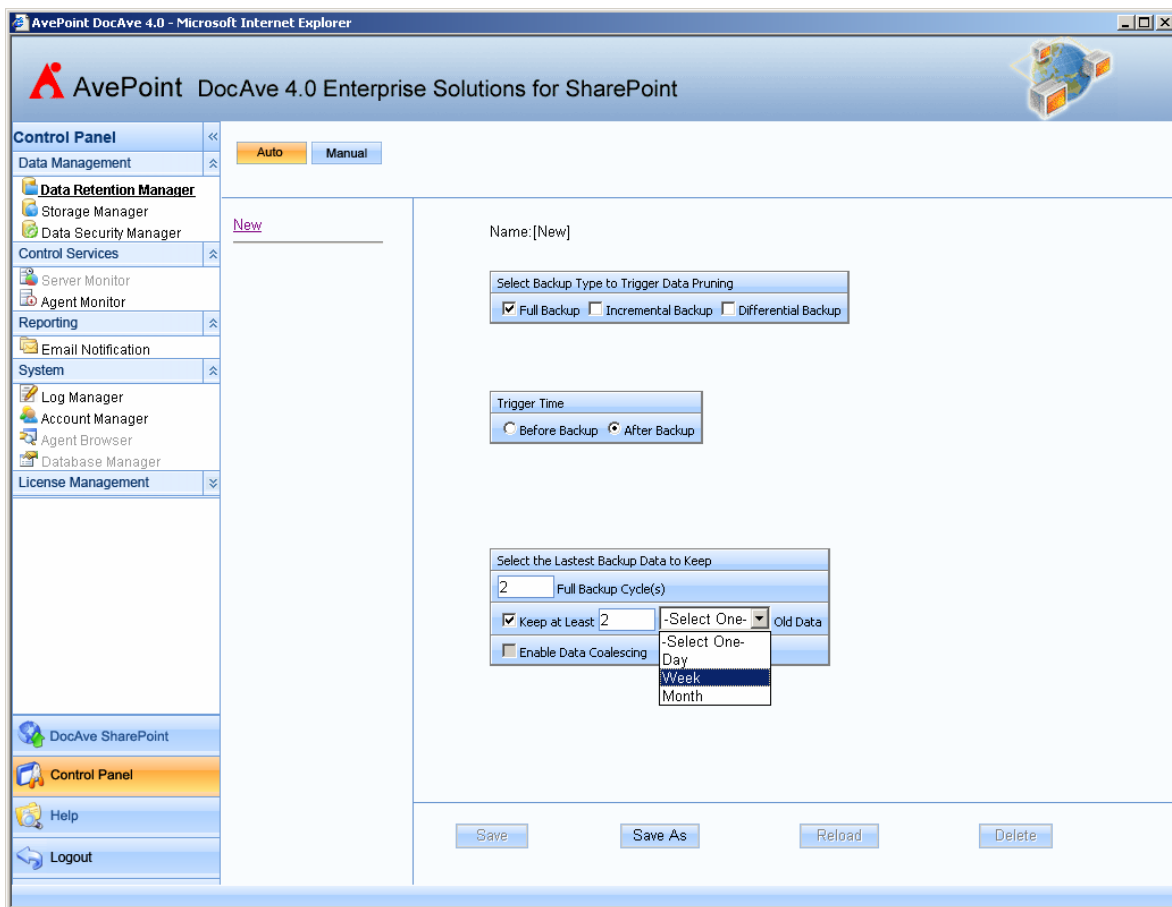 AvePoint DocAve 4.0 - Microsoft Internet Explorer
AvePoint DocAve 4.0 Enterprise Solutions for SharePoint
Control Panel
Data Management
Data Retention Manager
Storage Manager
Data Security Manager
Control Services
Server Monitor
Agent Monitor
Reporting
Email Notification
System
Log Manager
Account Manager
Agent Browser
Database Manager
License Management
DocAve SharePoint
Control Panel
Help
Logout
Auto Manual
New
Name:[New]
Select Backup Type to Trigger Data Pruning
Full Backup Incremental Backup Differential Backup
Trigger Time
Before Backup After Backup
Select the Lastest Backup Data to Keep
2 Full Backup Cycle(s)
Keep at Least 2 -Select One- Old Data
Enable Data Coalescing
-Select One-
Day
Week
Month
Save Save As Reload Delete